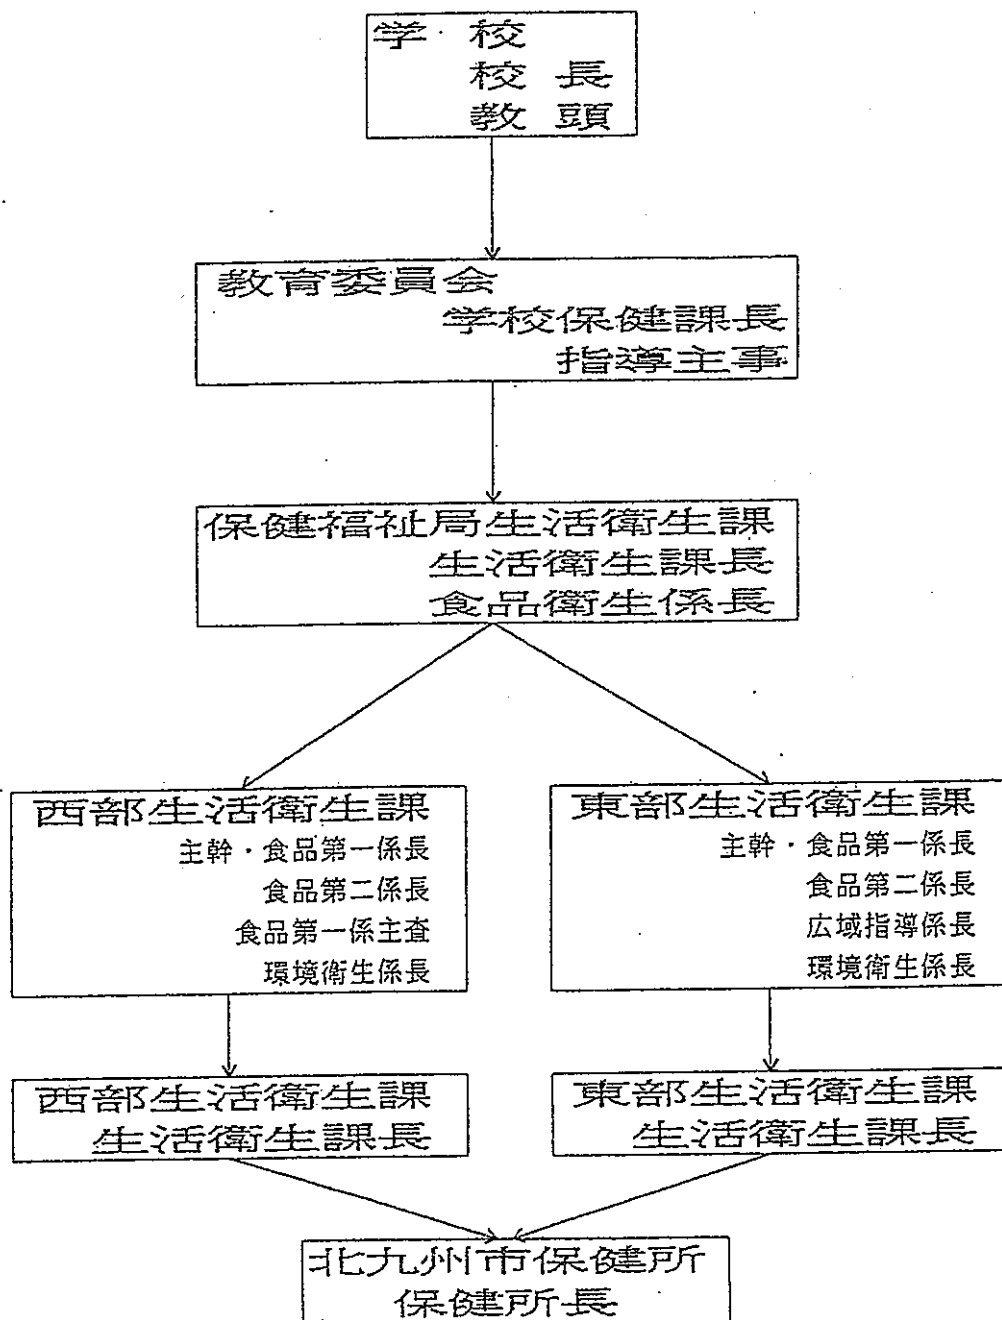 学校
校長
教頭
教育委員会
学校保健課長
指導主事
保健福祉局生活衛生課
生活衛生課長
食品衛生係長
西部生活衛生課
主幹・食品第一係長
食品第二係長
食品第一係主査
環境衛生係長
東部生活衛生課
主幹・食品第一係長
食品第二係長
広域指導係長
環境衛生係長
西部生活衛生課
生活衛生課長
東部生活衛生課
生活衛生課長
北九州市保健所
保健所長